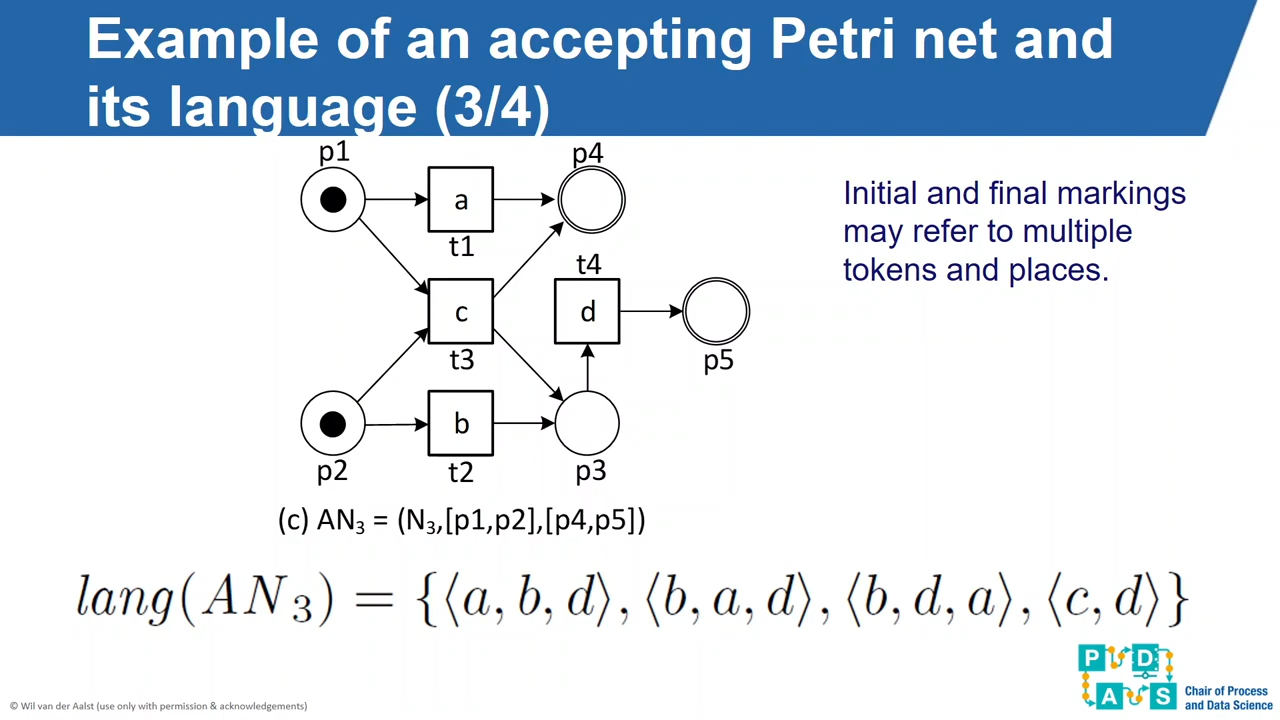 Example of an accepting Petri net and
its language (3/4)
p1
p4
a
t1
t4
c
d
t3
p5
b
p2
t2
p3
Initial and final markings
may refer to multiple
tokens and places.
(c) AN₃ = (N₃,[p1,p2],[p4,p5])
lang(AN₃) = {⟨a, b, d⟩, ⟨b, a, d⟩, ⟨b, d, a⟩, ⟨c, d⟩}
P D
A S
Chair of Process
and Data Science
© Wil van der Aalst (use only with permission & acknowledgements)